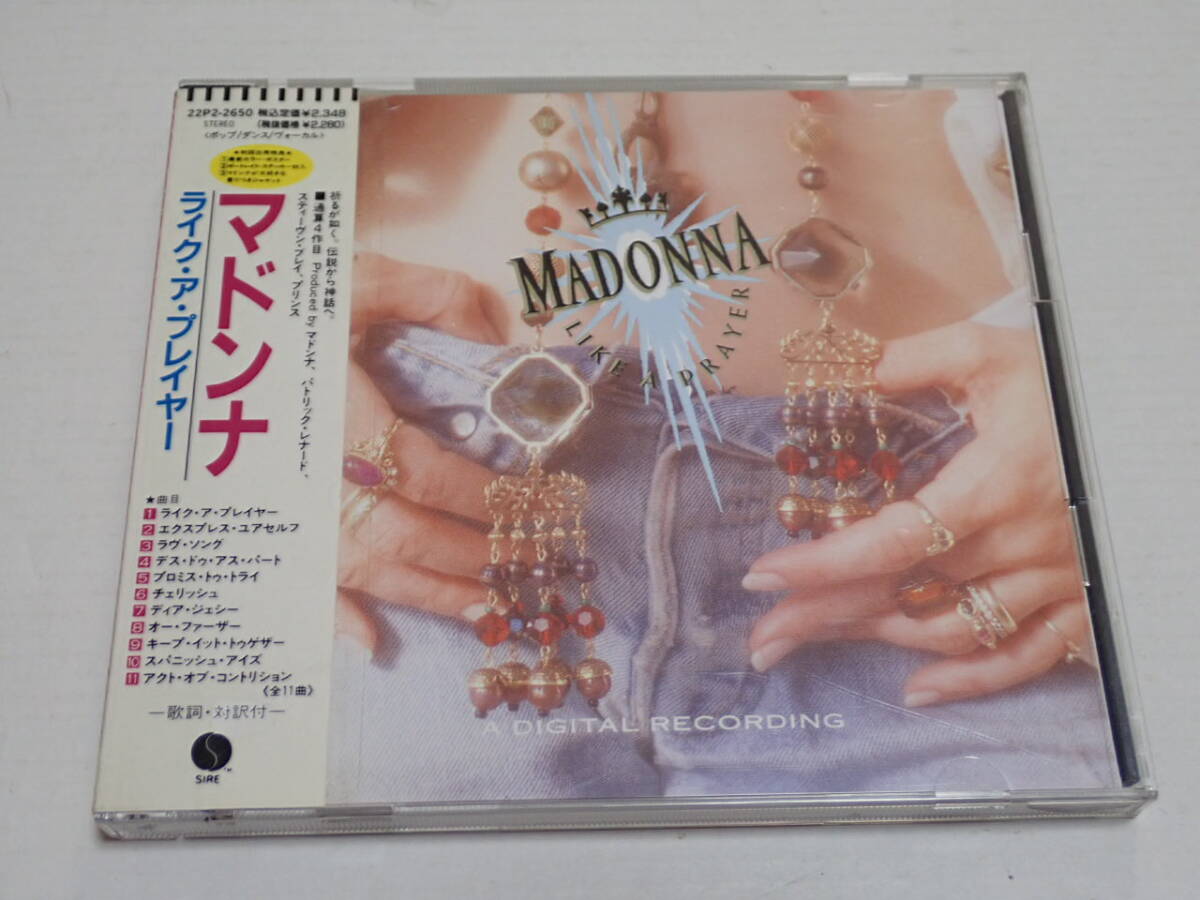 22P2-2650 税込定価¥2,348
STEREO (税抜価格¥2,280)
(ポップ/ダンス/ヴォーカル)
★初回出荷特典★
マドンナ
ライク・ア・プレイヤー
祈るが如く。伝説から神話へ。
■通算4作目 Produced by マドンナ、パトリック・レナード、
スティーヴン・ブレイ、プリンス
★曲目
1 ライク・ア・プレイヤー
2 エクスプレス・ユアセルフ
3 ラヴ・ソング
4 デス・ドゥ・アス・パート
5 プロミス・トゥ・トライ
6 チェリッシュ
7 ディア・ジェシー
8 オー・ファーザー
9 キープ・イット・トゥゲザー
10 スパニッシュ・アイズ
11 アクト・オブ・コントリション
《全11曲》
—歌詞・対訳付—
SIRE
TM
MADONNA
LIKE A PRAYER
A DIGITAL RECORDING